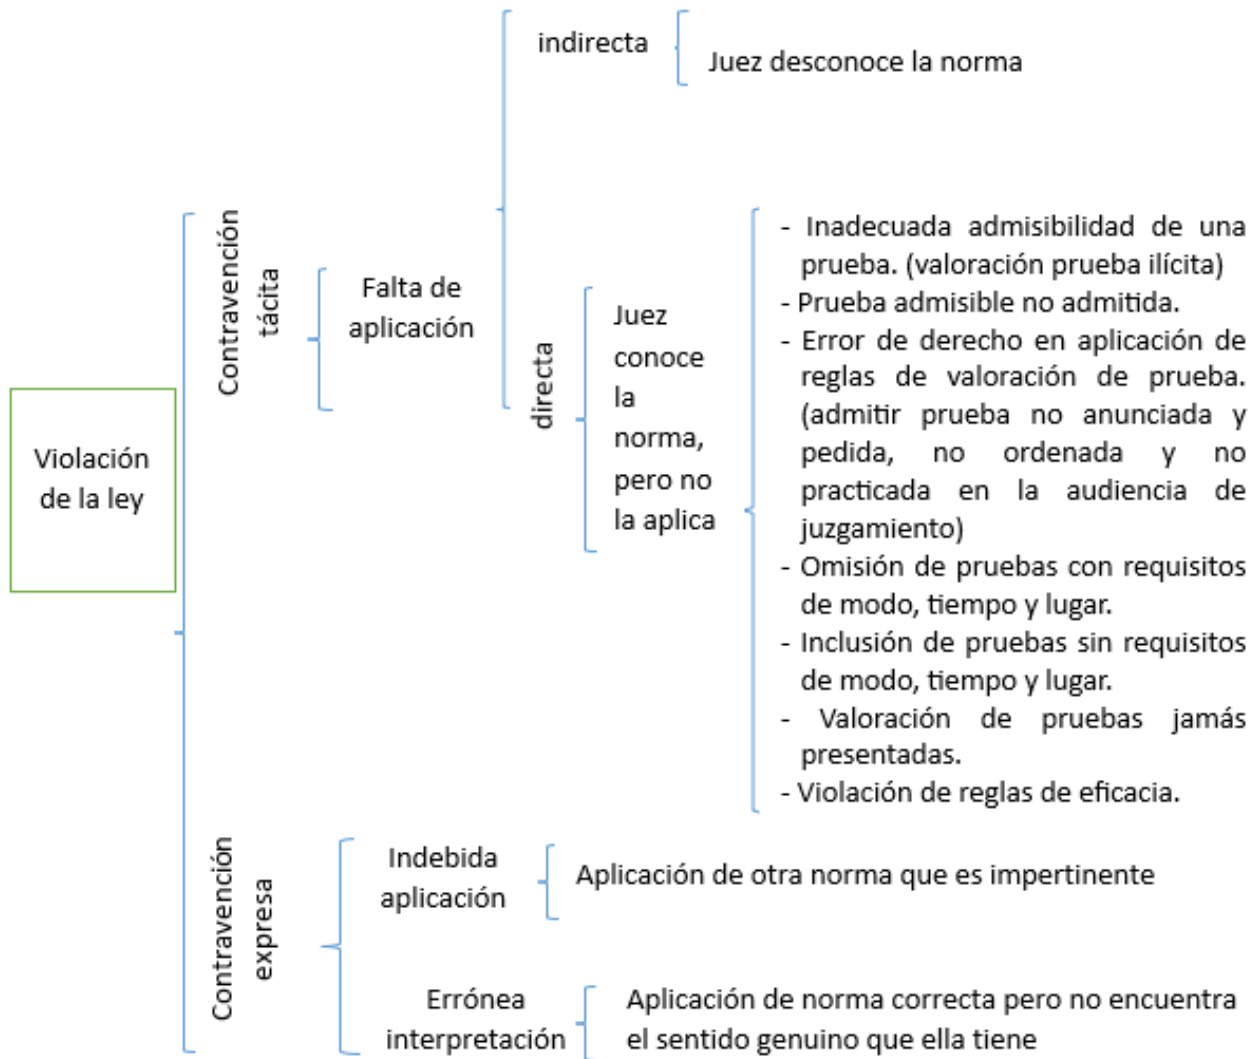 Violación
de la ley
Contravención
tácita
Falta de
aplicación
indirecta
Juez desconoce la norma
directa
Juez
conoce
la
norma,
pero no
la aplica
- Inadecuada admisibilidad de una
prueba. (valoración prueba ilícita)
- Prueba admisible no admitida.
- Error de derecho en aplicación de
reglas de valoración de prueba.
(admitir prueba no anunciada y
pedida, no ordenada y no
practicada en la audiencia de
juzgamiento)
- Omisión de pruebas con requisitos
de modo, tiempo y lugar.
- Inclusión de pruebas sin requisitos
de modo, tiempo y lugar.
- Valoración de pruebas jamás
presentadas.
- Violación de reglas de eficacia.
Contravención
expresa
Indebida
aplicación
Aplicación de otra norma que es impertinente
Errónea
interpretación
Aplicación de norma correcta pero no encuentra
el sentido genuino que ella tiene